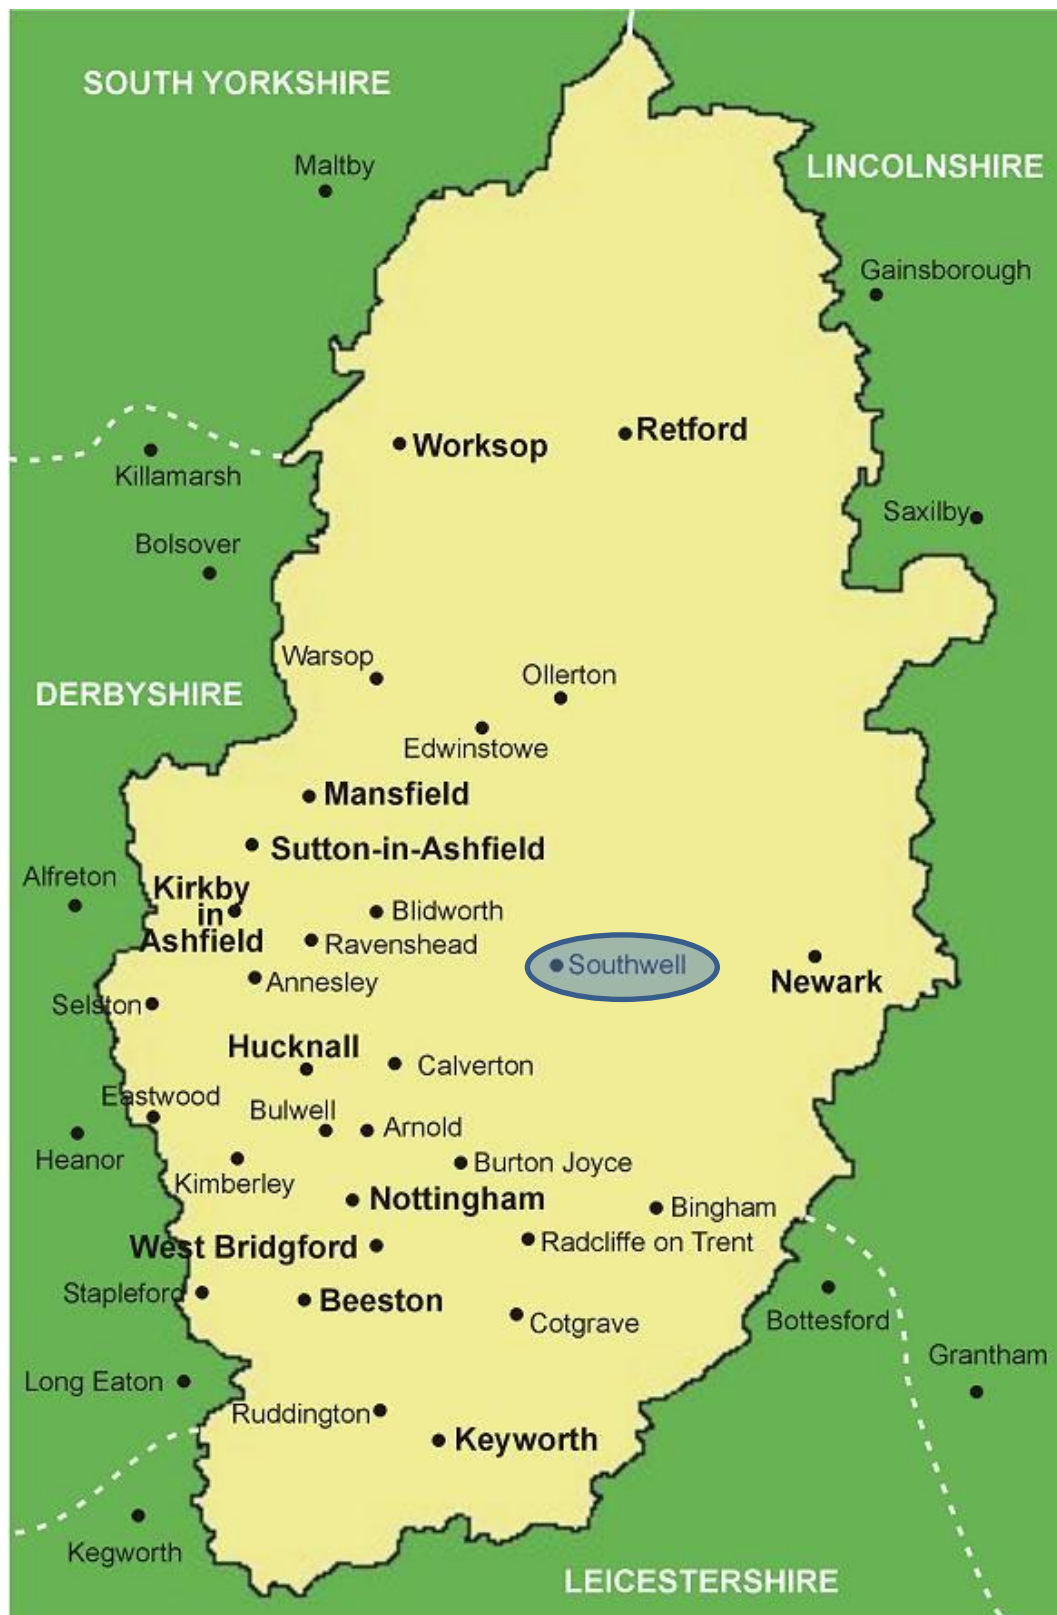 SOUTH YORKSHIRE
Maltby
LINCOLNSHIRE
Gainsborough
Worksop
Retford
Killamarsh
Saxilby
Bolsover
Warsop
Ollerton
DERBYSHIRE
Edwinstowe
Mansfield
Sutton-in-Ashfield
Alfreton
Kirkby
in
Ashfield
Blidworth
Ravenshead
Southwell
Annesley
Newark
Selston
Hucknall
Calverton
Eastwood
Bulwell
Arnold
Heanor
Burton Joyce
Kimberley
Nottingham
Bingham
West Bridgford
Radcliffe on Trent
Stapleford
Beeston
Cotgrave
Bottesford
Grantham
Long Eaton
Ruddington
Keyworth
Kegworth
LEICESTERSHIRE